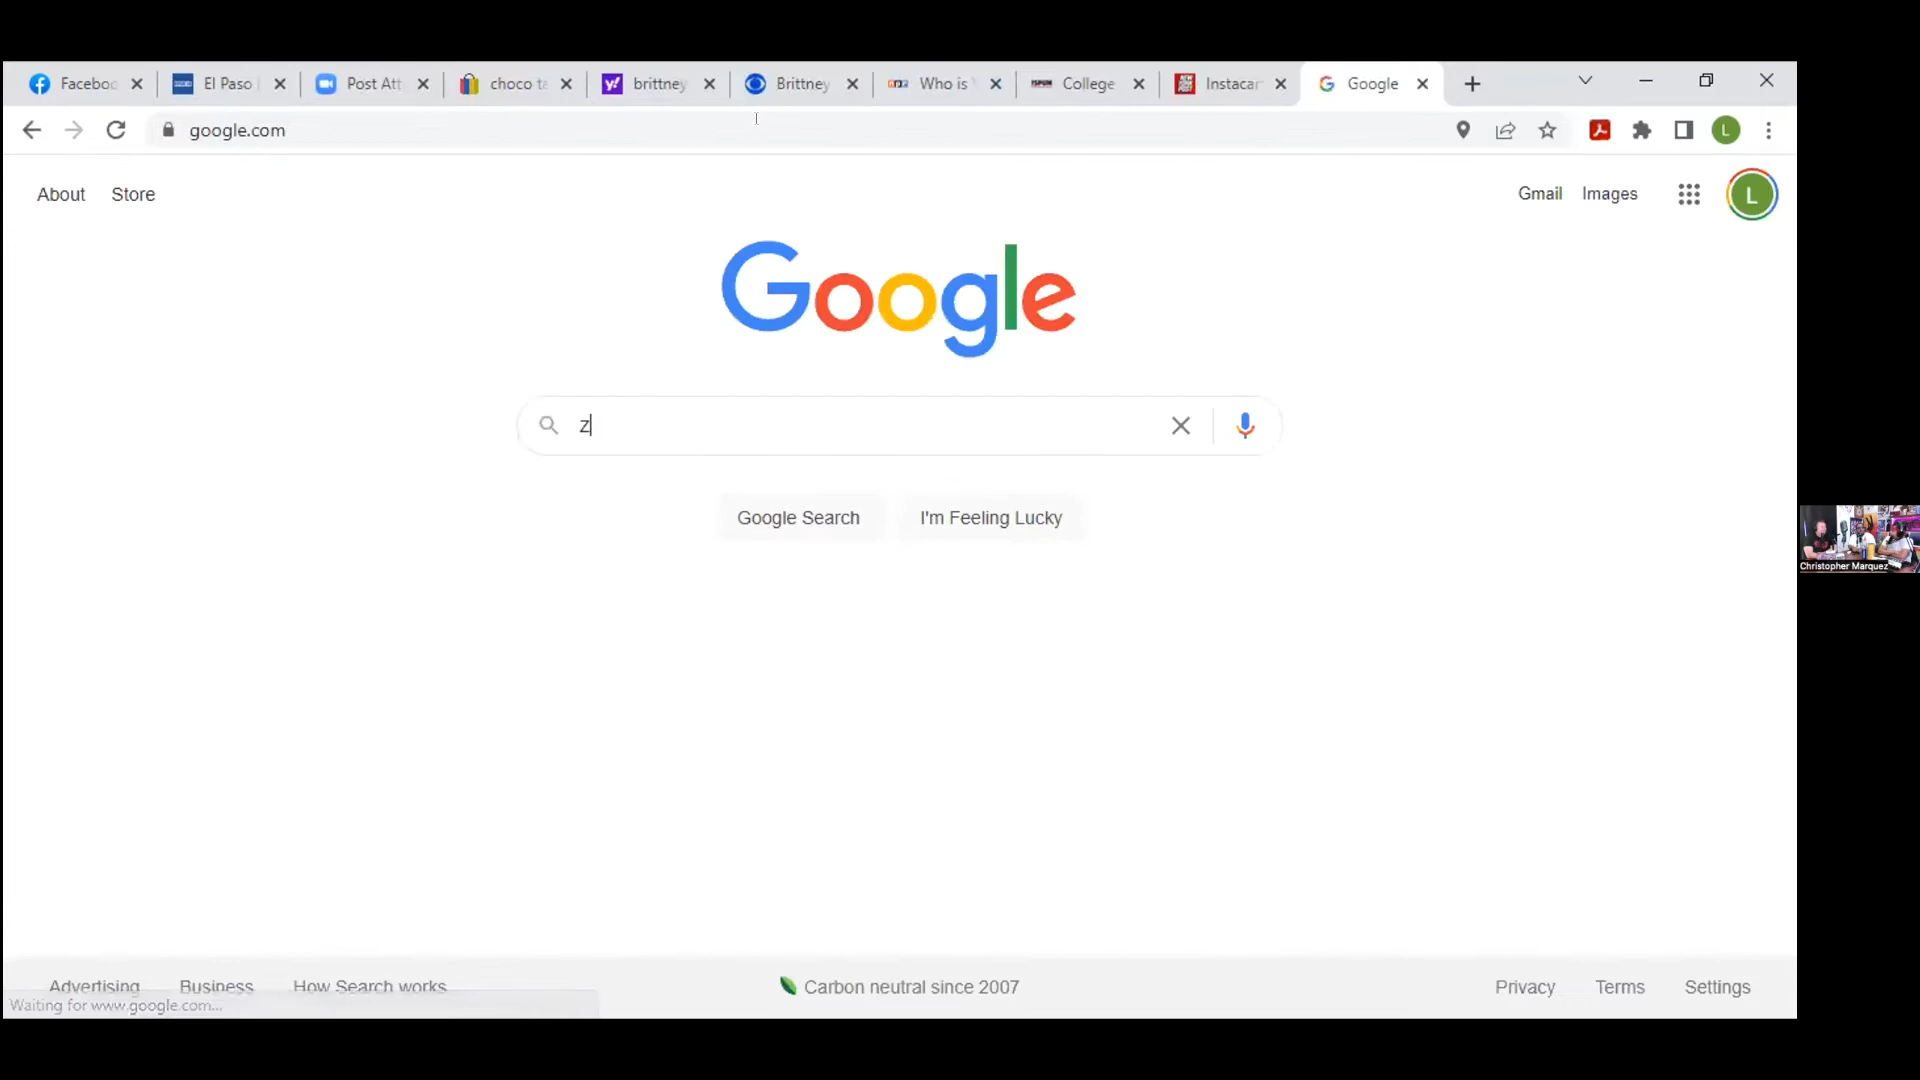 Faceboo El Paso Post Att choco ta brittney Brittney Who is College Instacar Google
google.com L
About Store Gmail Images L
Google
z
Google Search I'm Feeling Lucky
Christopher Marquez
Advertising Business How Search works Carbon neutral since 2007 Privacy Terms Settings
Waiting for www.google.com...